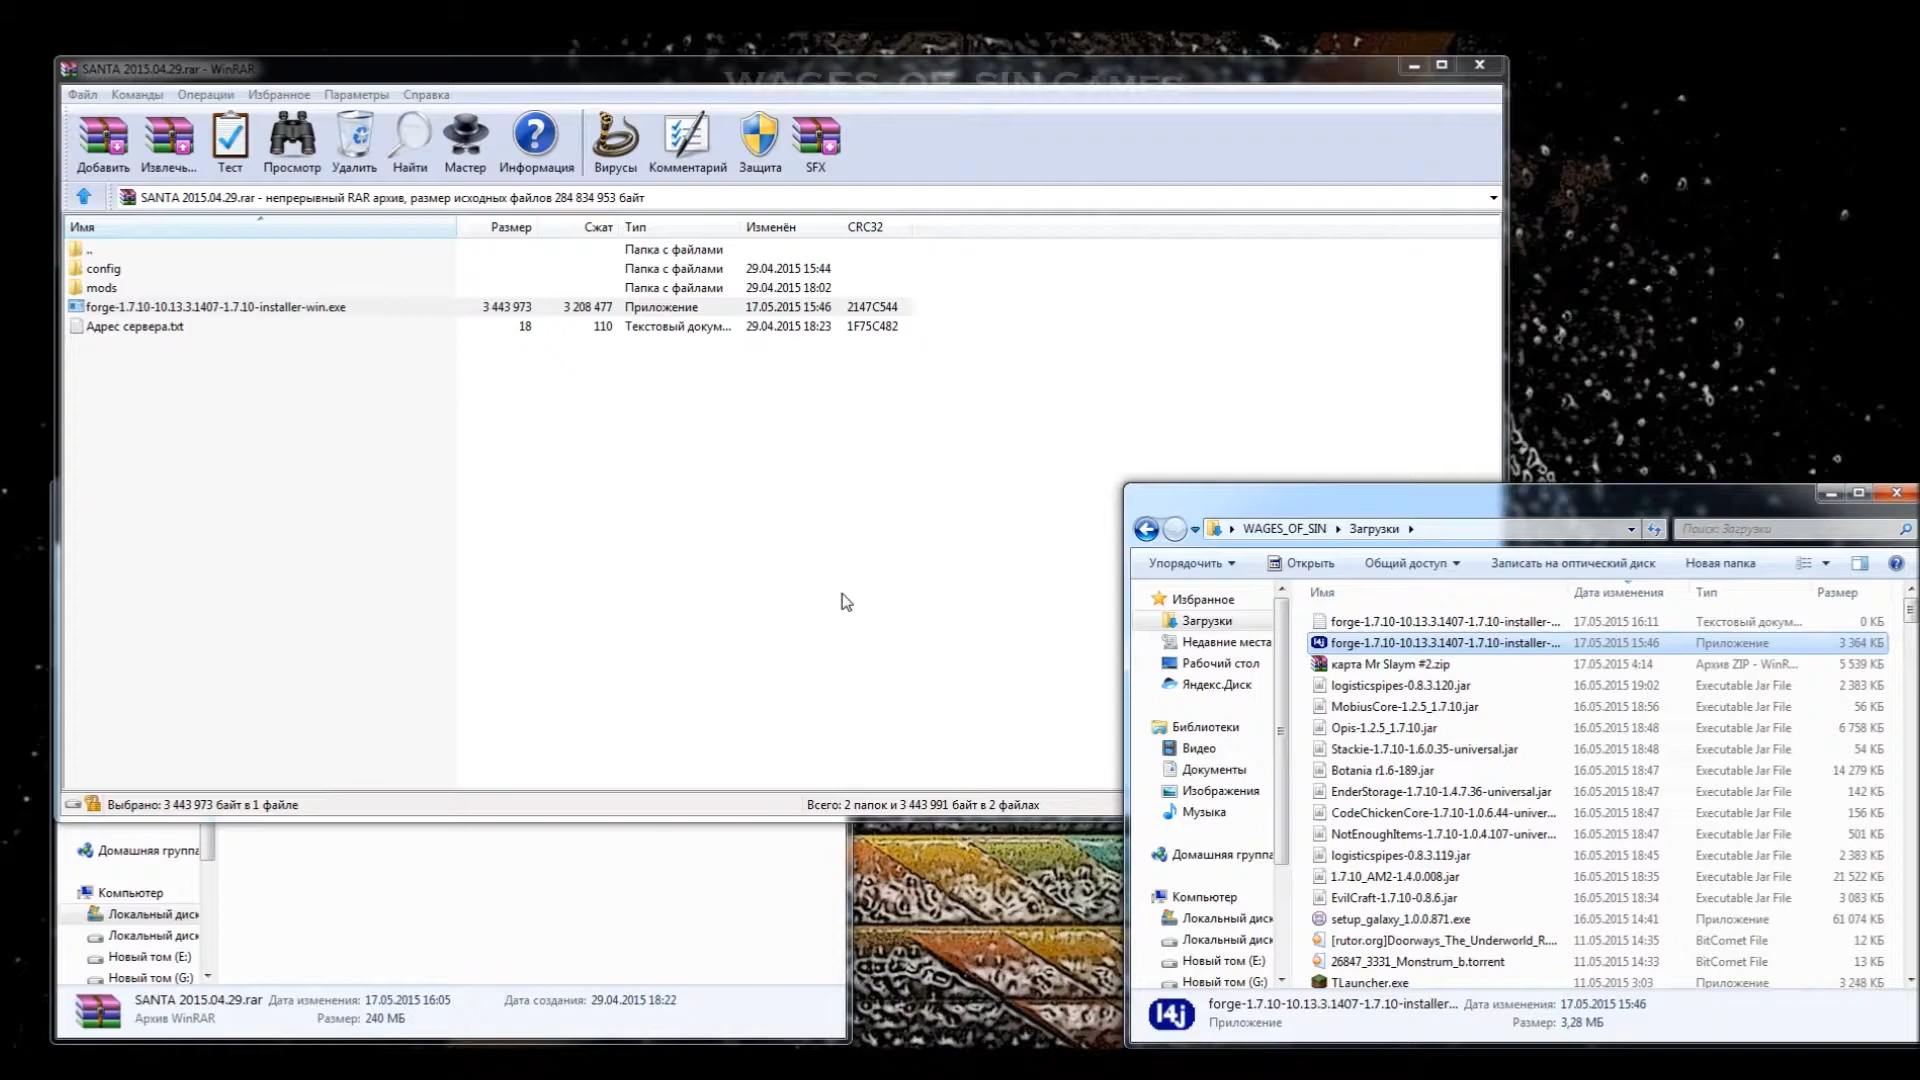 SANTA 2015.04.29.rar - WinRAR
WAGES_OF_SIN GAMES
Файл Команды Операции Избранное Параметры Справка
Добавить Извлечь... Тест Просмотр Удалить Найти Мастер Информация Вирусы Комментарий Защита SFX
SANTA 2015.04.29.rar - непрерывный RAR архив, размер исходных файлов 284 834 953 байт
Имя Размер Сжат Тип Изменён CRC32
.. Папка с файлами
config Папка с файлами 29.04.2015 15:44
mods Папка с файлами 29.04.2015 18:02
forge-1.7.10-10.13.3.1407-1.7.10-installer-win.exe 3 443 973 3 208 477 Приложение 17.05.2015 15:46 2147C544
Адрес сервера.txt 18 110 Текстовый докум... 29.04.2015 18:23 1F75C482
Выбрано: 3 443 973 байт в 1 файле Всего: 2 папок и 3 443 991 байт в 2 файлах
Домашняя группа
Компьютер
Локальный диск
Локальный диск
Новый том (E:)
Новый том (G:)
SANTA 2015.04.29.rar Дата изменения: 17.05.2015 16:05 Дата создания: 29.04.2015 18:22
Архив WinRAR Размер: 240 МБ
WAGES_OF_SIN Загрузки Поиск: Загрузки
Упорядочить Открыть Общий доступ Записать на оптический диск Новая папка
Избранное
Загрузки
Недавние места
Рабочий стол
Яндекс.Диск
Библиотеки
Видео
Документы
Изображения
Музыка
Домашняя группа
Компьютер
Локальный диск
Локальный диск
Новый том (E:)
Новый том (G:)
Имя Дата изменения Тип Размер
forge-1.7.10-10.13.3.1407-1.7.10-installer-... 17.05.2015 16:11 Текстовый докум... 0 КБ
forge-1.7.10-10.13.3.1407-1.7.10-installer-... 17.05.2015 15:46 Приложение 3 364 КБ
карта Mr Slaym #2.zip 17.05.2015 4:14 Архив ZIP - WinR... 5 539 КБ
logisticspipes-0.8.3.120.jar 16.05.2015 19:02 Executable Jar File 2 383 КБ
MobiusCore-1.2.5_1.7.10.jar 16.05.2015 18:56 Executable Jar File 56 КБ
Opis-1.2.5_1.7.10.jar 16.05.2015 18:48 Executable Jar File 6 758 КБ
Stackie-1.7.10-1.6.0.35-universal.jar 16.05.2015 18:48 Executable Jar File 54 КБ
Botania r1.6-189.jar 16.05.2015 18:47 Executable Jar File 14 279 КБ
EnderStorage-1.7.10-1.4.7.36-universal.jar 16.05.2015 18:47 Executable Jar File 142 КБ
CodeChickenCore-1.7.10-1.0.6.44-univer... 16.05.2015 18:47 Executable Jar File 156 КБ
NotEnoughItems-1.7.10-1.0.4.107-univer... 16.05.2015 18:47 Executable Jar File 501 КБ
logisticspipes-0.8.3.119.jar 16.05.2015 18:45 Executable Jar File 2 383 КБ
1.7.10_AM2-1.4.0.008.jar 16.05.2015 18:35 Executable Jar File 21 522 КБ
EvilCraft-1.7.10-0.8.6.jar 16.05.2015 18:34 Executable Jar File 3 083 КБ
setup_galaxy_1.0.0.871.exe 16.05.2015 14:41 Приложение 61 074 КБ
[rutor.org]Doorways_The_Underworld_R.... 11.05.2015 14:35 BitComet File 12 КБ
26847_3331_Monstrum_b.torrent 11.05.2015 14:33 BitComet File 13 КБ
TLauncher.exe 11.05.2015 3:03 Приложение 3 248 КБ
I4j
forge-1.7.10-10.13.3.1407-1.7.10-installer... Дата изменения: 17.05.2015 15:46
Приложение Размер: 3,28 МБ